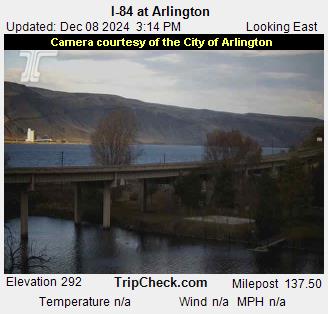 I-84 at Arlington
Updated: Dec 08 2024 3:14 PM Looking East
Camera courtesy of the City of Arlington
Elevation 292 TripCheck.com Milepost 137.50
Temperature n/a Wind n/a MPH n/a